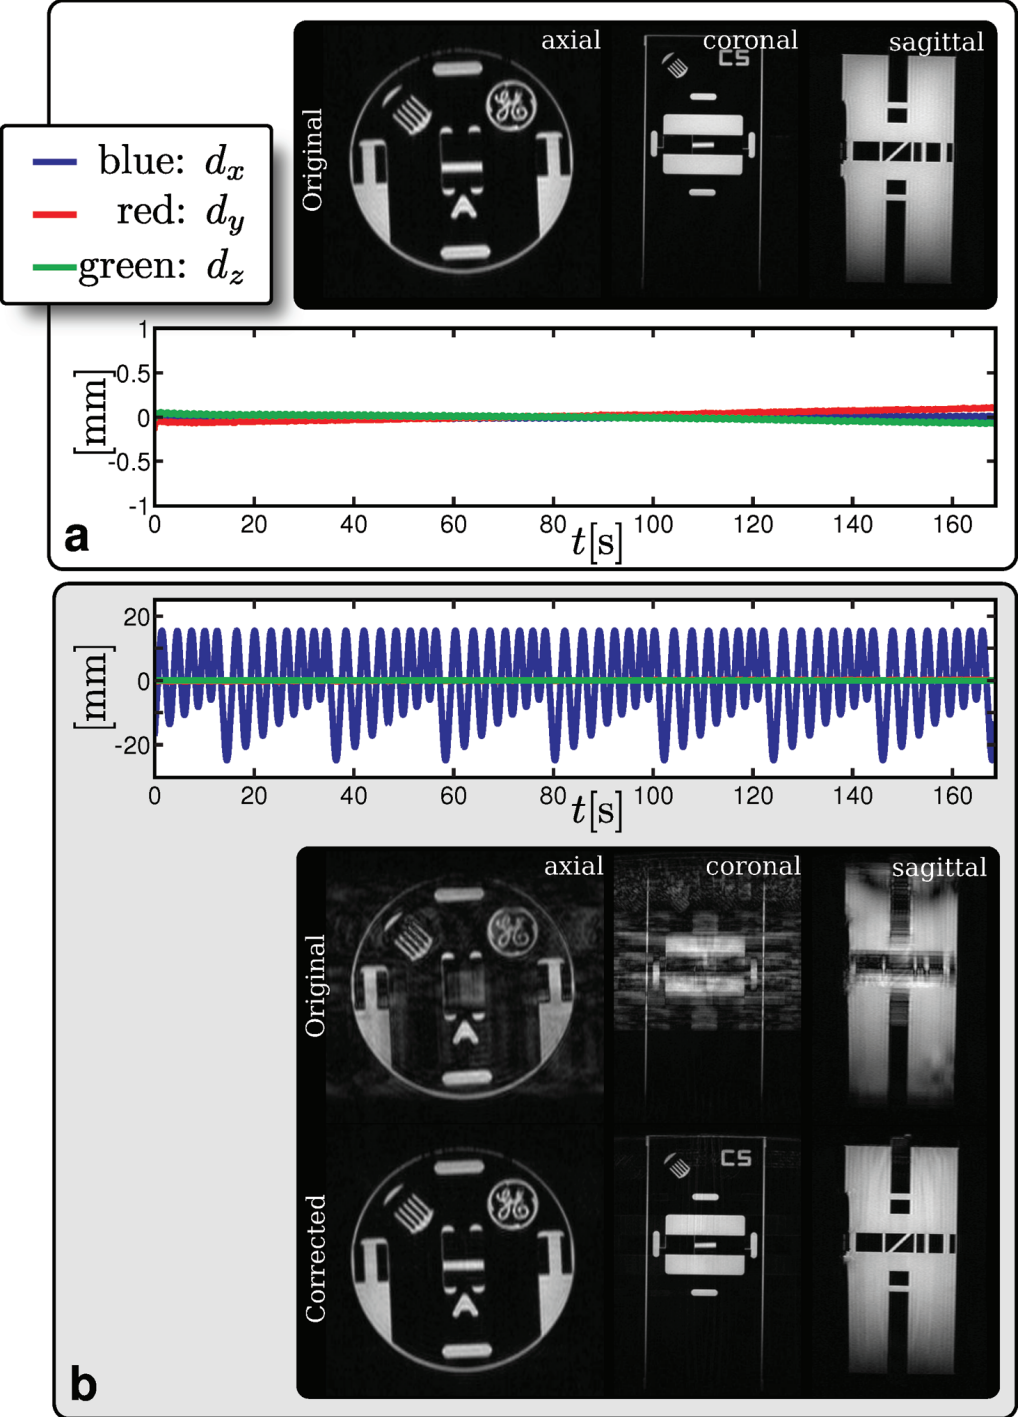 axial coronal sagittal
CS
Original
blue: dx
red: dy
green: dz
1
0.5
0
-0.5
-1
[mm]
0 20 40 60 80 100 120 140 160
t[s]
a
20
0
-20
[mm]
0 20 40 60 80 100 120 140 160
t[s]
axial coronal sagittal
Original
CS
Corrected
b